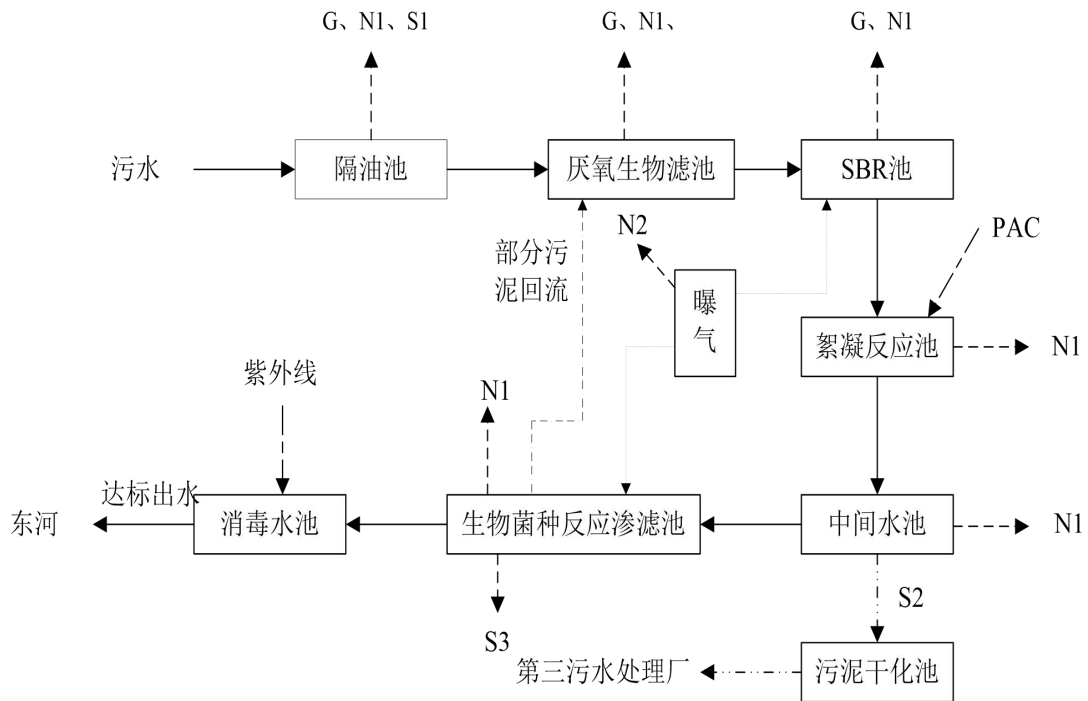 G、N1、S1
G、N1、
G、N1
污水
隔油池
厌氧生物滤池
SBR池
N2
PAC
部分污
泥回流
曝
气
絮凝反应池
N1
紫外线
N1
达标出水
东河
消毒水池
生物菌种反应渗滤池
中间水池
N1
S2
S3
第三污水处理厂
污泥干化池